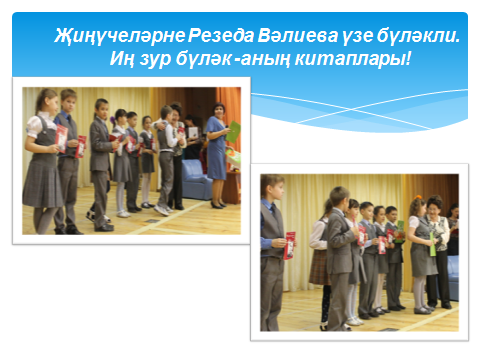 Җиңүчеләрне Резеда Вәлиева үзе бүләкли.
Иң зур бүләк -аның китаплары!